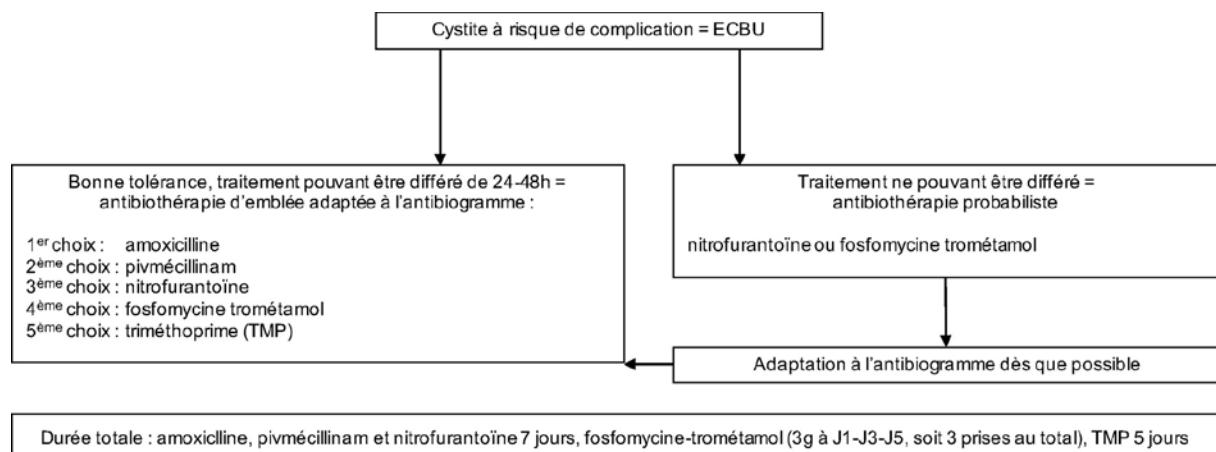 Cystite à risque de complication = ECBU
Bonne tolérance, traitement pouvant être différé de 24-48h =
antibiothérapie d'emblée adaptée à l'antibiogramme :
1er choix : amoxicilline
2ème choix : pivmécillinam
3ème choix : nitrofurantoïne
4ème choix : fosfomycine trométamol
5ème choix : triméthoprime (TMP)
Traitement ne pouvant être différé =
antibiothérapie probabiliste
nitrofurantoïne ou fosfomycine trométamol
Adaptation à l'antibiogramme dès que possible
Durée totale : amoxiclline, pivmécillinam et nitrofurantoïne 7 jours, fosfomycine-trométamol (3g à J1-J3-J5, soit 3 prises au total), TMP 5 jours